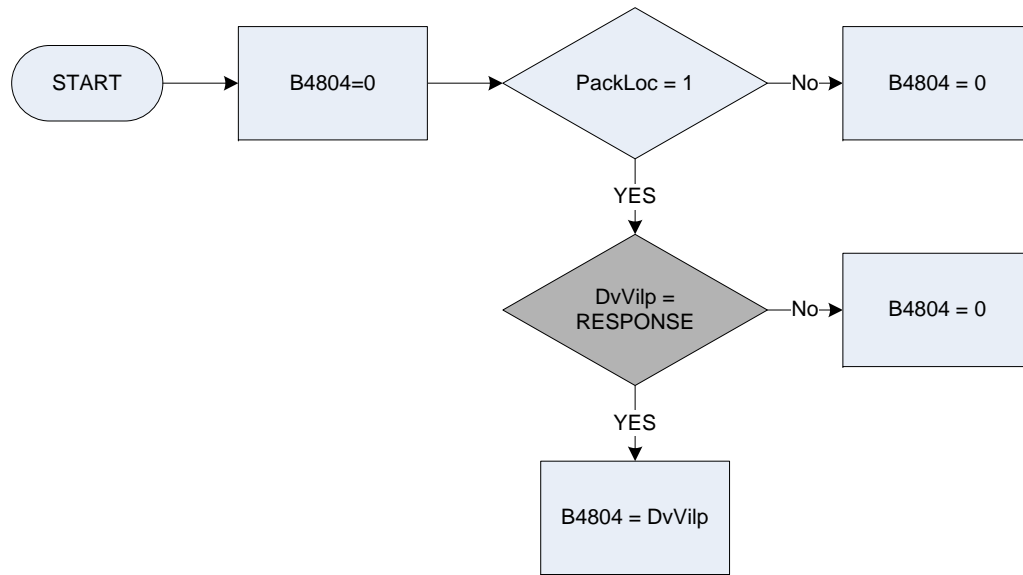 START
B4804=0
PackLoc = 1
No
B4804 = 0
YES
DvVilp =
RESPONSE
No
B4804 = 0
YES
B4804 = DvVilp